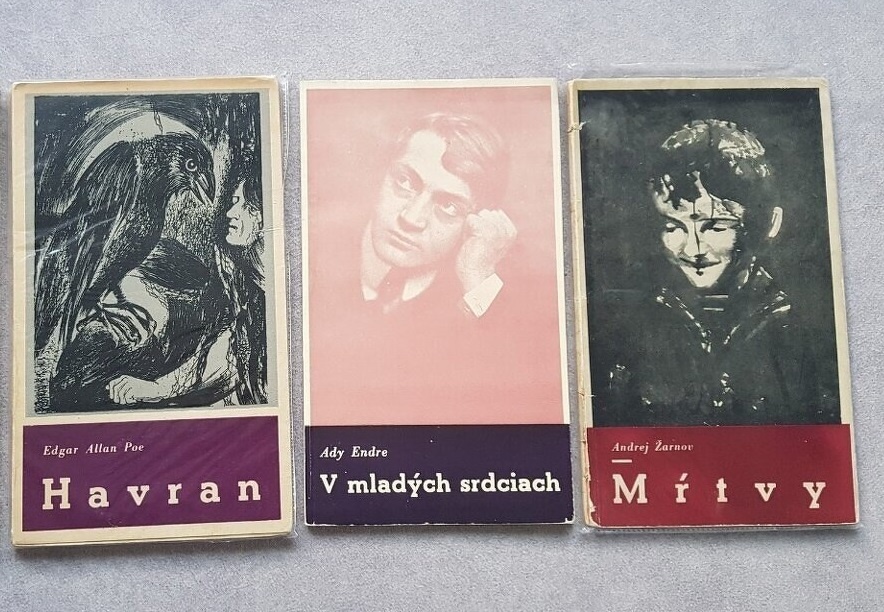 Edgar Allan Poe
Havran
Ady Endre
V mladých srdciach
Andrej Žarnov
Mŕtvy